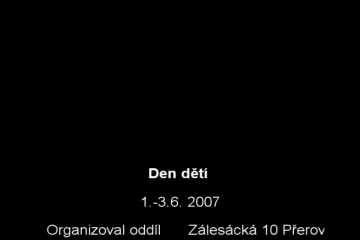 Den dětí
1.-3.6. 2007
Organizoval oddíl Zálesácká 10 Přerov